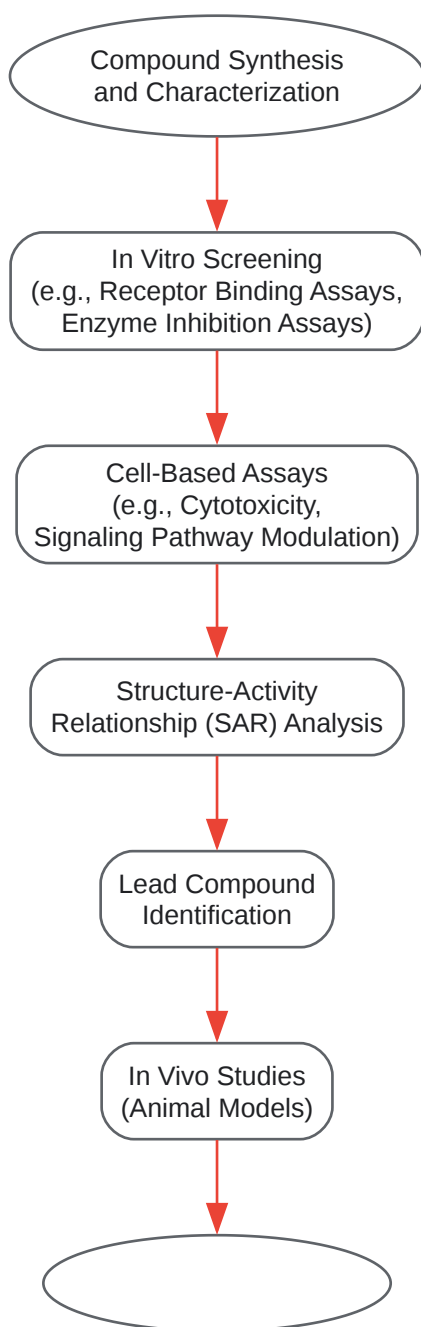 Compound Synthesis
and Characterization
In Vitro Screening
(e.g., Receptor Binding Assays,
Enzyme Inhibition Assays)
Cell-Based Assays
(e.g., Cytotoxicity,
Signaling Pathway Modulation)
Structure-Activity
Relationship (SAR) Analysis
Lead Compound
Identification
In Vivo Studies
(Animal Models)